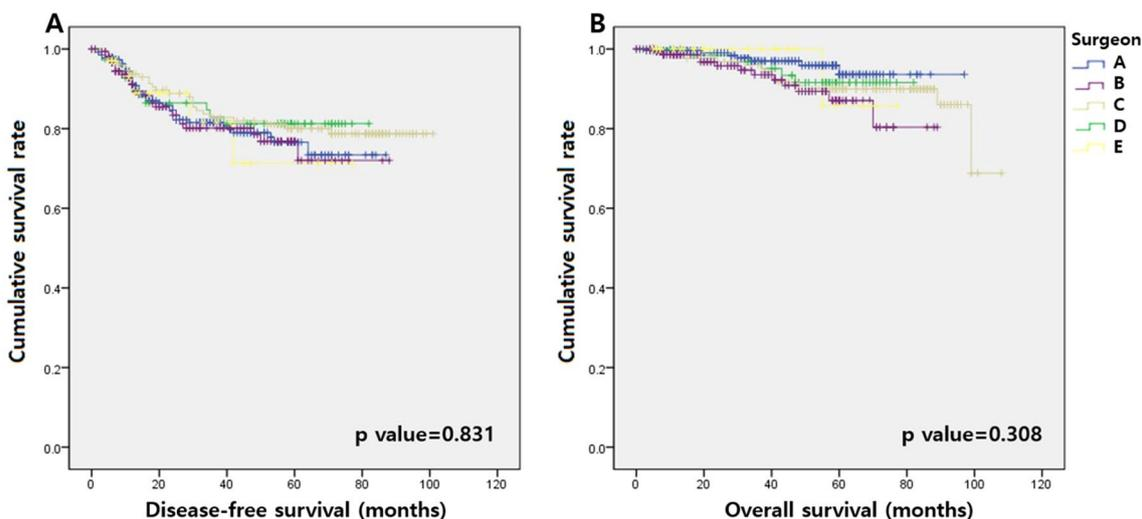 A
Cumulative survival rate
1.0
0.8
0.6
0.4
0.2
0.0
p value=0.831
0 20 40 60 80 100 120
Disease-free survival (months)
B
Cumulative survival rate
1.0
0.8
0.6
0.4
0.2
0.0
p value=0.308
0 20 40 60 80 100 120
Overall survival (months)
Surgeon
A
B
C
D
E